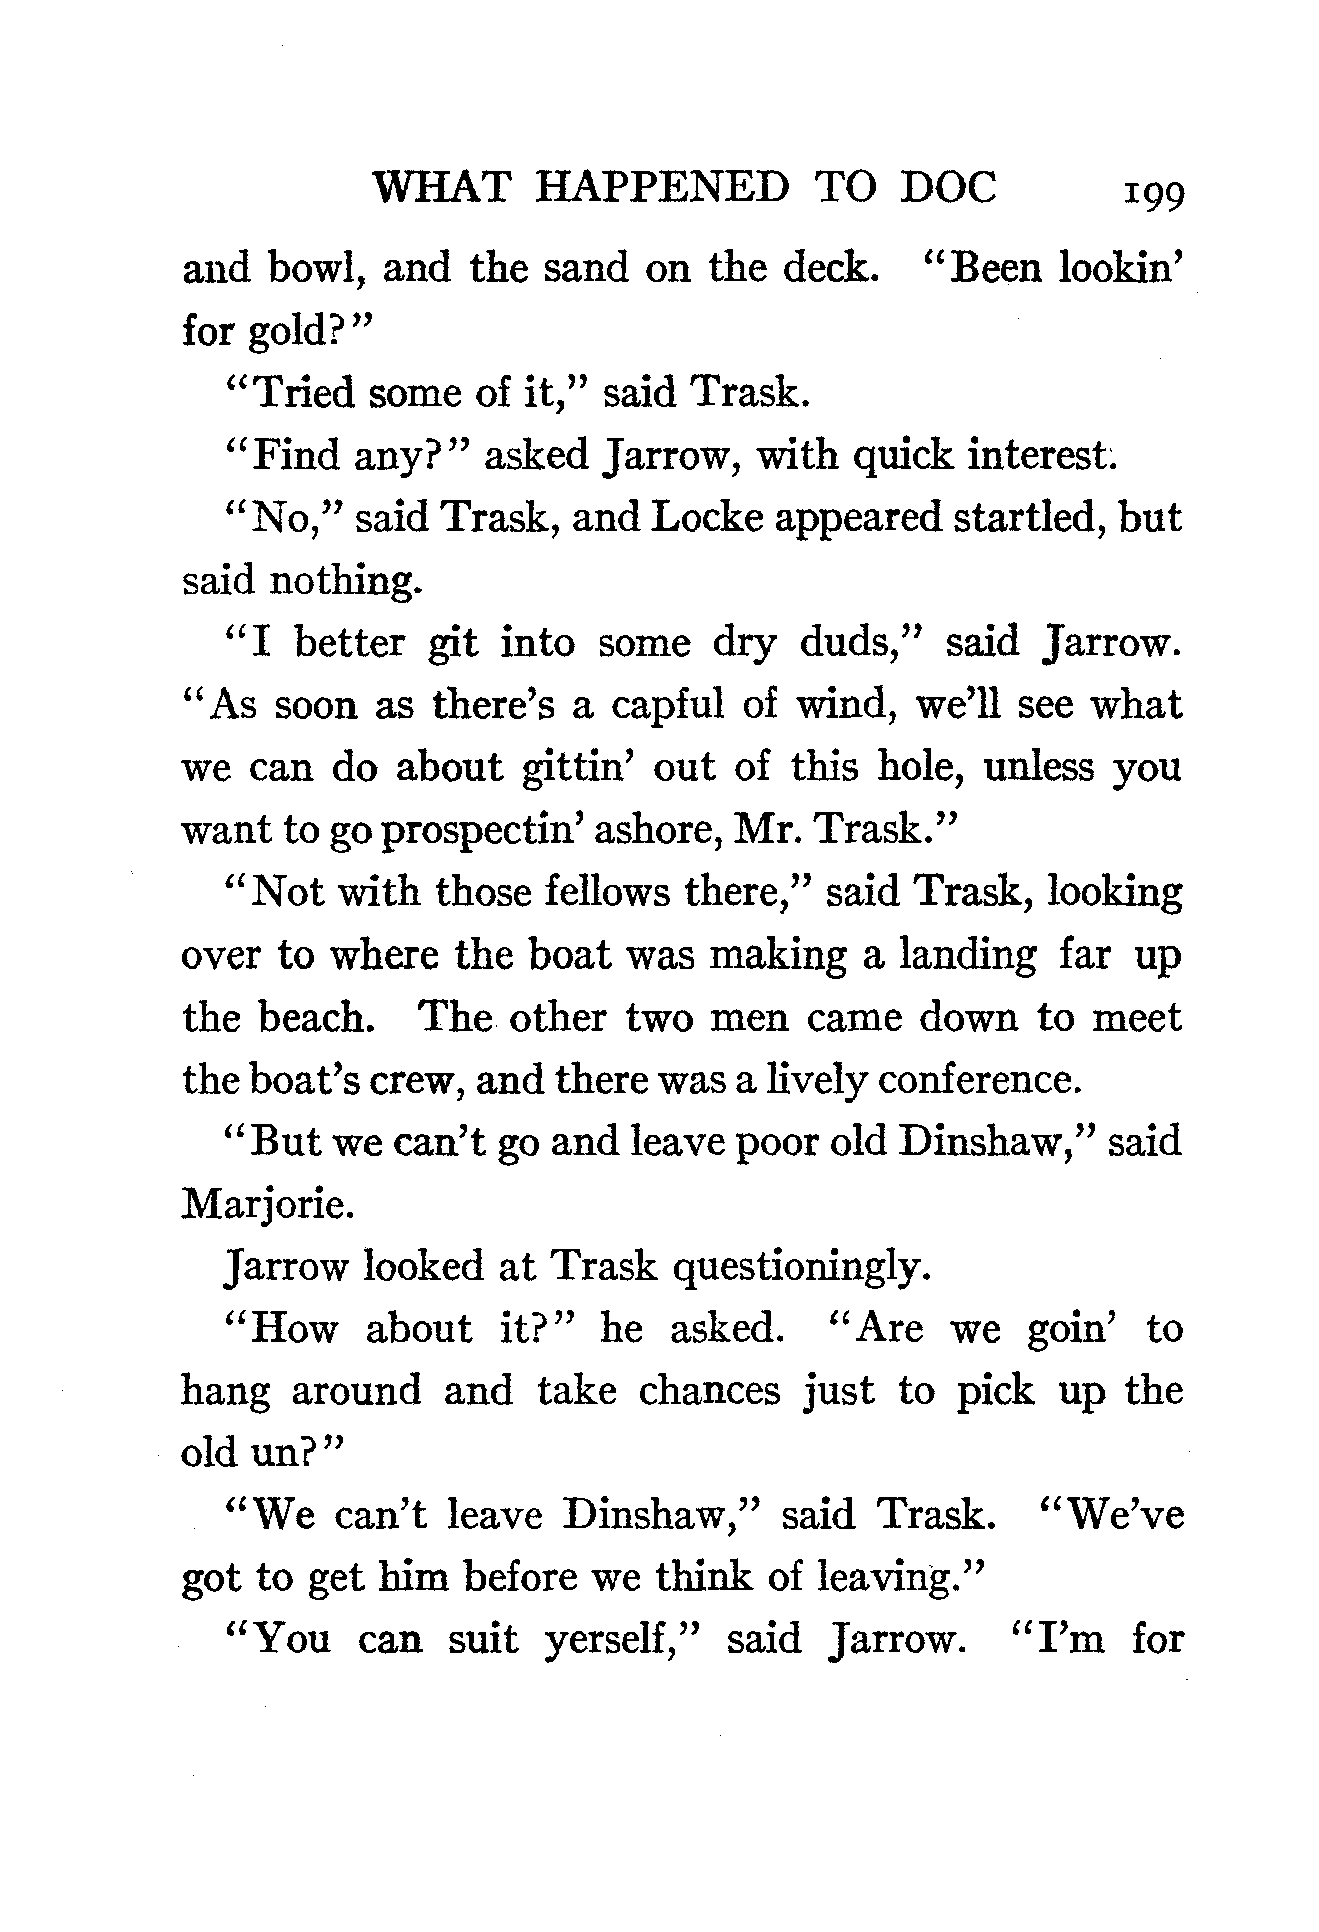 WHAT HAPPENED TO DOC 199
and bowl, and the sand on the deck. "Been lookin'
for gold?"
"Tried some of it," said Trask.
"Find any?" asked Jarrow, with quick interest.
"No," said Trask, and Locke appeared startled, but
said nothing.
"I better git into some dry duds," said Jarrow.
"As soon as there's a capful of wind, we'll see what
we can do about gittin' out of this hole, unless you
want to go prospectin' ashore, Mr. Trask."
"Not with those fellows there," said Trask, looking
over to where the boat was making a landing far up
the beach. The other two men came down to meet
the boat's crew, and there was a lively conference.
"But we can't go and leave poor old Dinshaw," said
Marjorie.
Jarrow looked at Trask questioningly.
"How about it?" he asked. "Are we goin' to
hang around and take chances just to pick up the
old un?"
"We can't leave Dinshaw," said Trask. "We've
got to get him before we think of leaving."
"You can suit yerself," said Jarrow. "I'm for